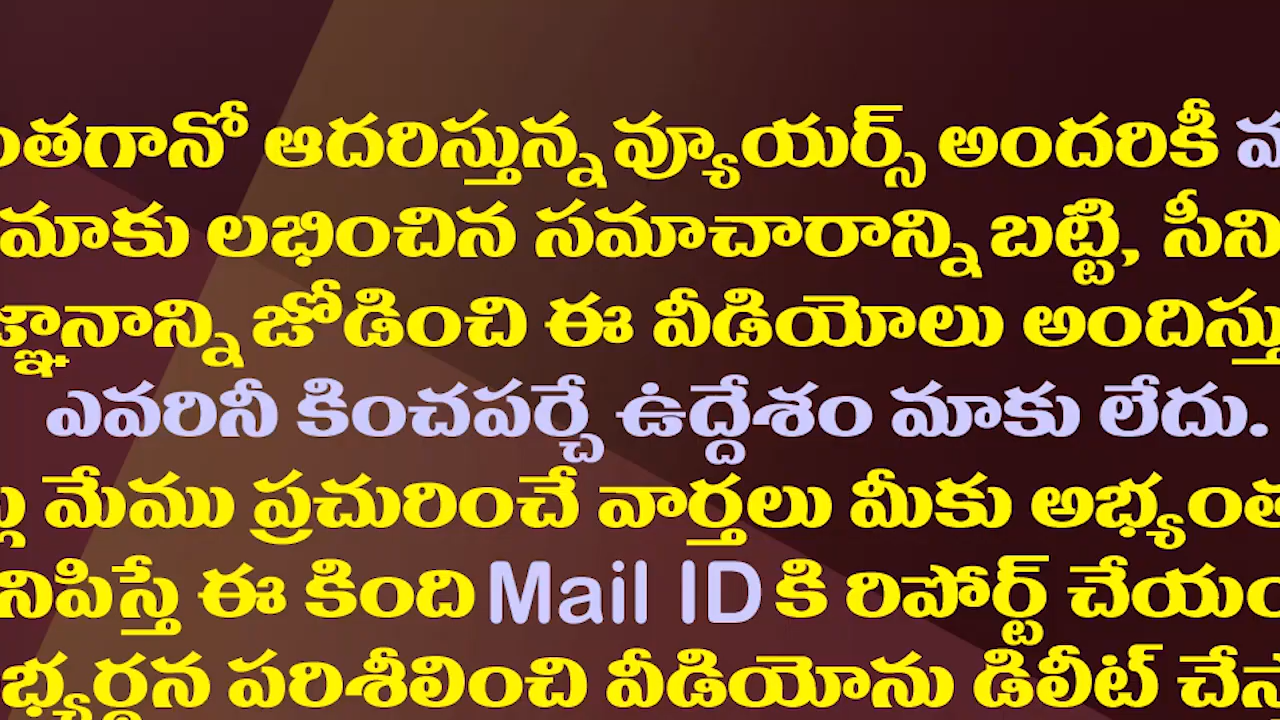 ఆదరిస్తున్న వ్యూయర్స్ అందరికీ
మాకు లభించిన సమాచారాన్ని బట్టి,
జోడించి ఈ వీడియోలు
ఎవరినీ కించపర్చే ఉద్దేశం మాకు లేదు.
మేము ప్రచురించే వార్తలు మీకు
ఈ కింది Mail ID కి రిపోర్ట్
పరిశీలించి వీడియోను డిలీట్